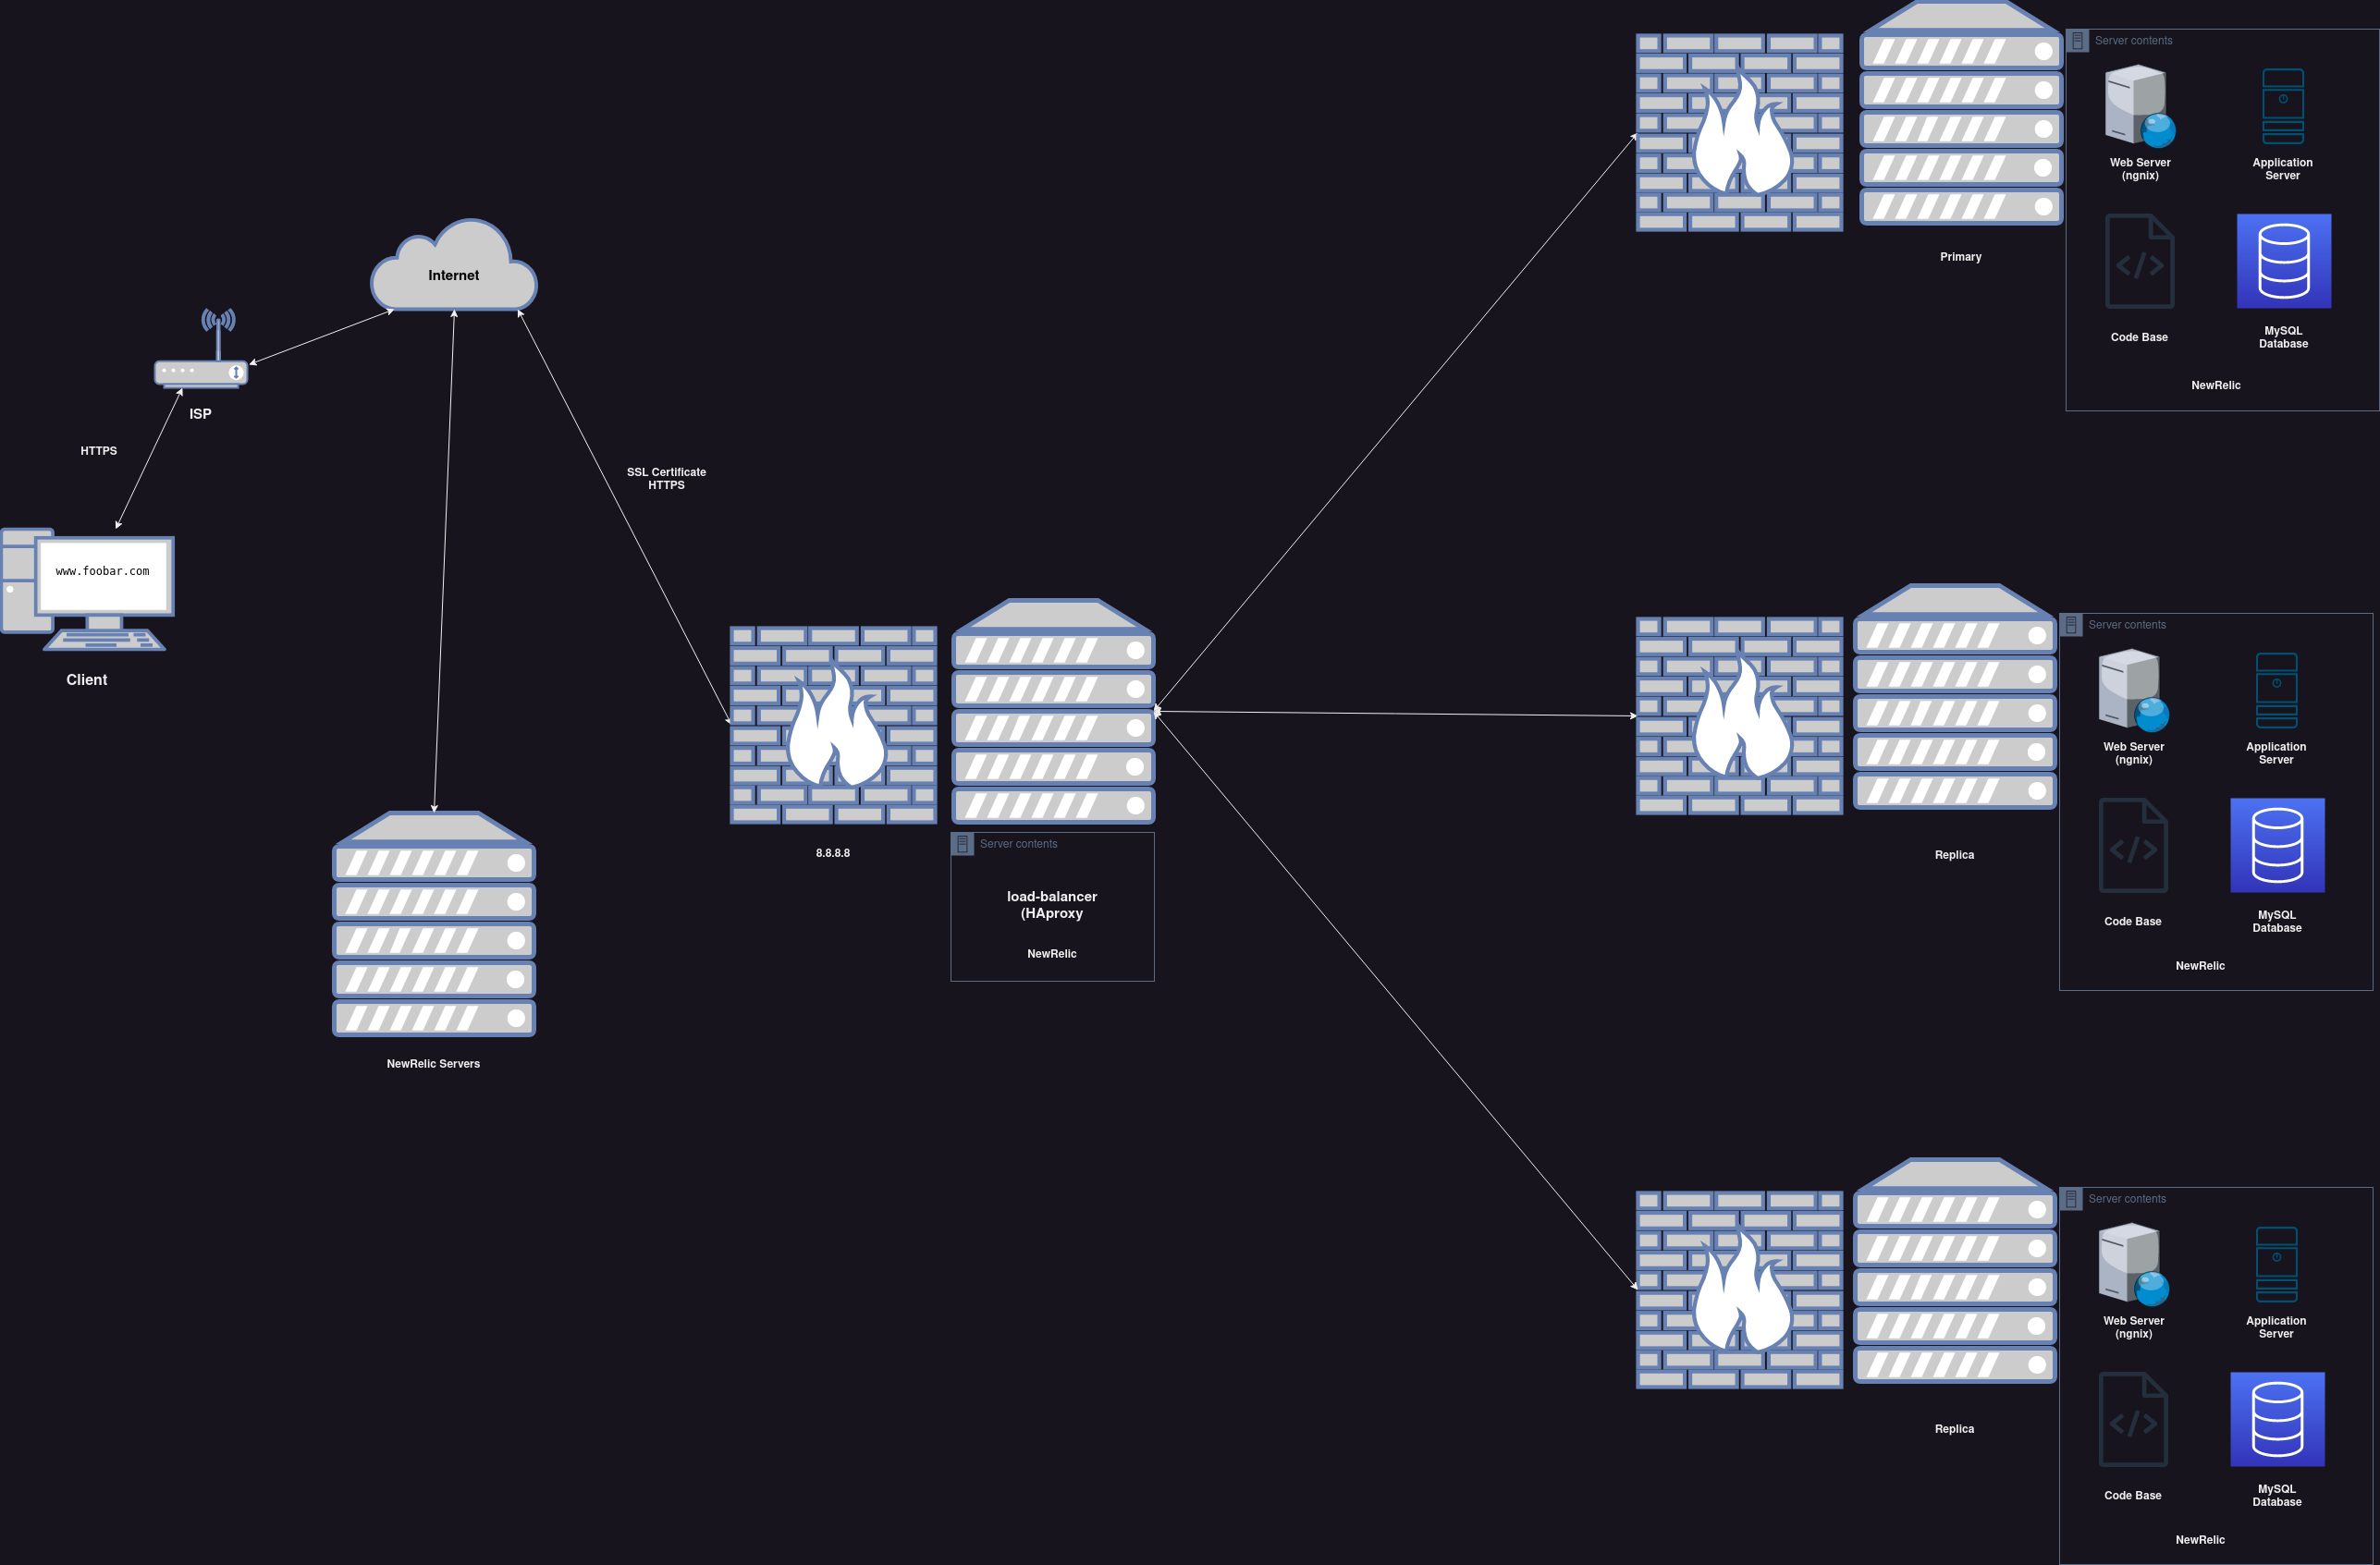 Internet
ISP
HTTPS
www.foobar.com
Client
NewRelic Servers
SSL Certificate
HTTPS
8.8.8.8
Server contents
load-balancer
(HAproxy
NewRelic
Primary
Server contents
Web Server
(ngnix)
Application
Server
Code Base
MySQL
Database
NewRelic
Replica
Server contents
Web Server
(ngnix)
Application
Server
Code Base
MySQL
Database
NewRelic
Replica
Server contents
Web Server
(ngnix)
Application
Server
Code Base
MySQL
Database
NewRelic